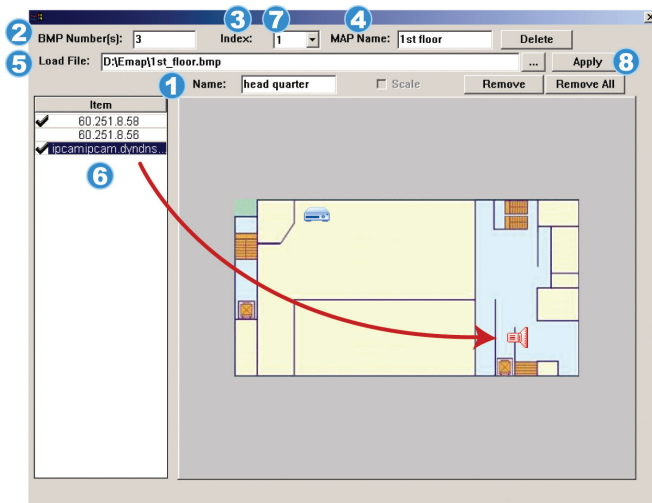 2 BMP Number(s): 3 3 Index: 7 1 4 MAP Name: 1st floor Delete
5 Load File: D:\Emap\1st_floor.bmp ... Apply 8
1 Name: head quarter Scale Remove Remove All
Item
60.251.8.58
60.251.8.56
ipcamipcam.dyndns...
6